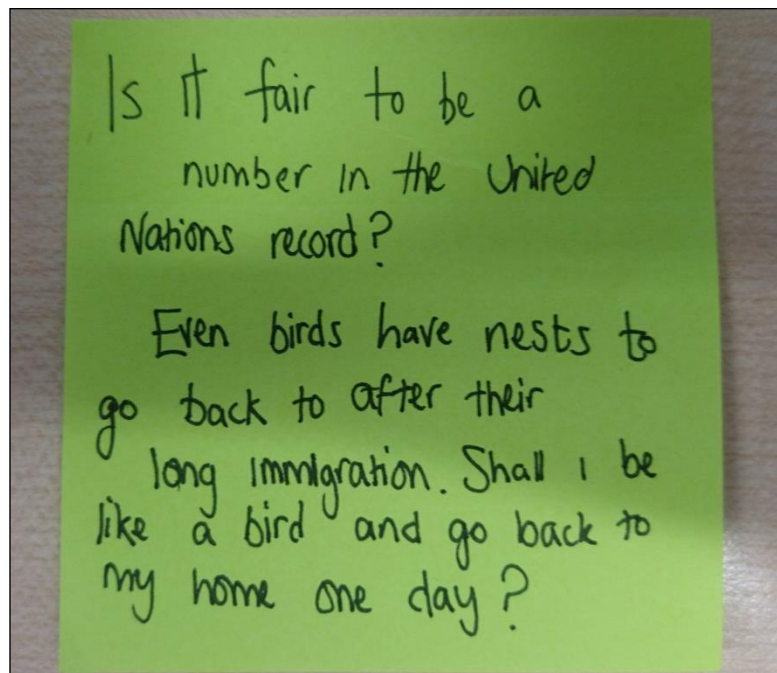 Is it fair to be a
number in the United
Nations record?
Even birds have nests to
go back to after their
long immigration. Shall i be
like a bird and go back to
my home one day?